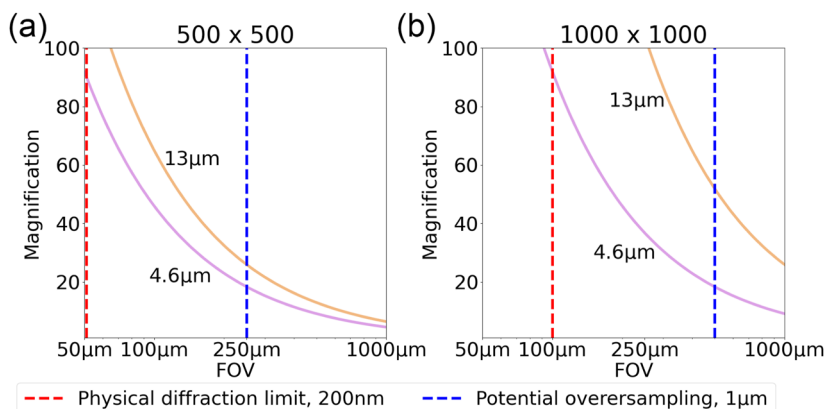 (a)
500 x 500
100
80
60
40
20
Magnification
13μm
4.6μm
50μm 100μm 250μm 1000μm
FOV
(b)
1000 x 1000
100
80
60
40
20
Magnification
13μm
4.6μm
50μm 100μm 250μm 1000μm
FOV
Physical diffraction limit, 200nm
Potential overersampling, 1μm